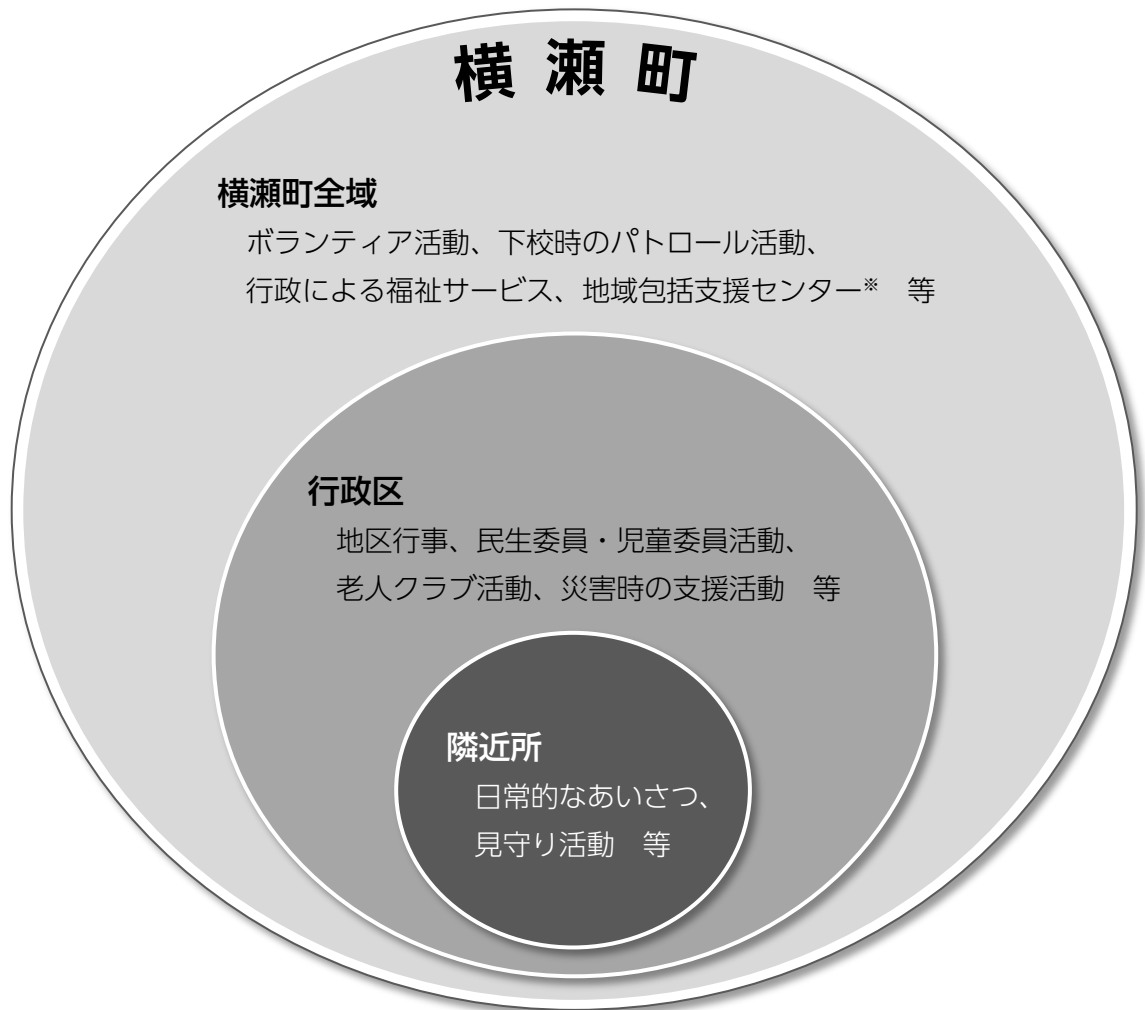 横瀬町
横瀬町全域
ボランティア活動、下校時のパトロール活動、
行政による福祉サービス、地域包括支援センター※　等
行政区
地区行事、民生委員・児童委員活動、
老人クラブ活動、災害時の支援活動　等
隣近所
日常的なあいさつ、
見守り活動　等